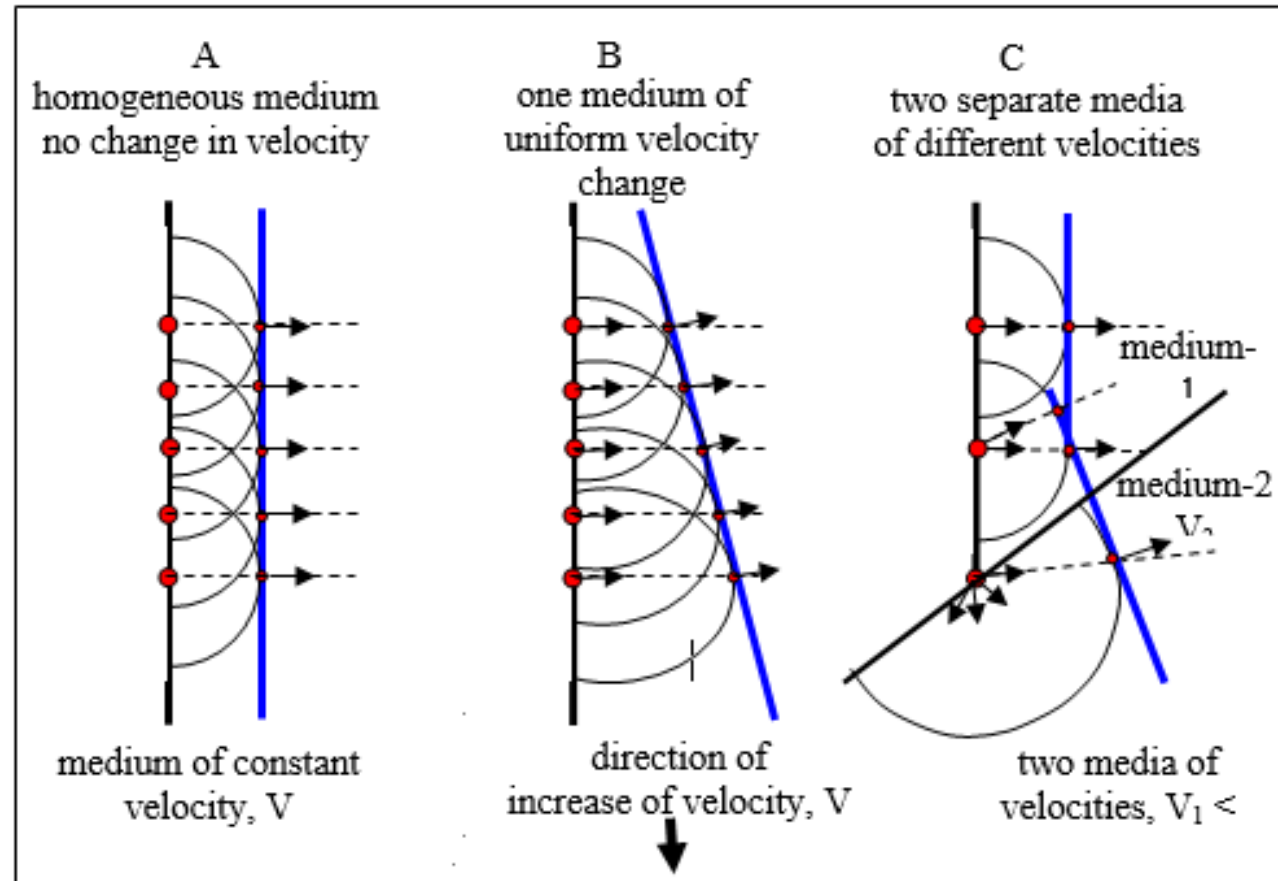 A
homogeneous medium
no change in velocity
medium of constant
velocity, V
B
one medium of
uniform velocity
change
direction of
increase of velocity, V
C
two separate media
of different velocities
medium-
1
medium-2
two media of
velocities, V₁ <